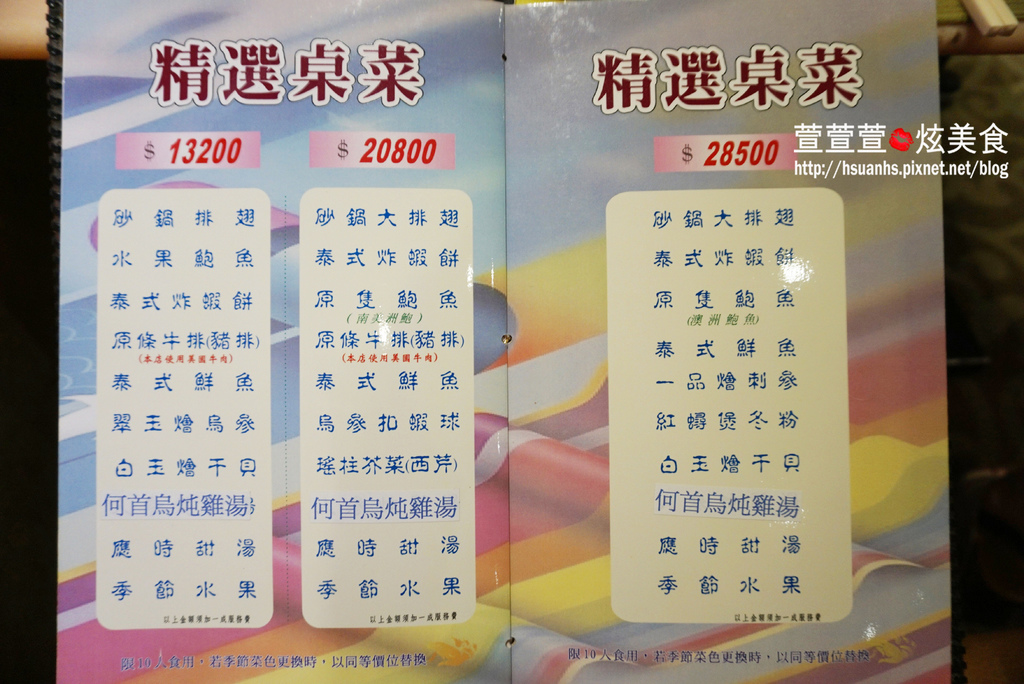 精選桌菜
$ 13200
砂鍋排翅
水果鮑魚
泰式炸蝦餅
原條牛排(豬排)
(本店使用美國牛肉)
泰式鮮魚
翠玉燴烏參
白玉燴干貝
何首烏炖雞湯
應時甜湯
季節水果
以上金額須加一成服務費
$ 20800
砂鍋大排翅
泰式炸蝦餅
原隻鮑魚
(南美洲鮑)
原條牛排(豬排)
(本店使用美國牛肉)
泰式鮮魚
烏參扣蝦球
瑤柱芥菜(西芹)
何首烏炖雞湯
應時甜湯
季節水果
以上金額須加一成服務費
限10人食用,若季節菜色更換時,以同等價位替換
精選桌菜
$ 28500
砂鍋大排翅
泰式炸蝦餅
原隻鮑魚
(澳洲鮑魚)
泰式鮮魚
一品燴刺參
紅蟳煲冬粉
白玉燴干貝
何首烏炖雞湯
應時甜湯
季節水果
以上金額須加一成服務費
限10人食用,若季節菜色更換時,以同等價位替換
萱萱萱炫美食
http://hsuanhs.pixnet.net/blog